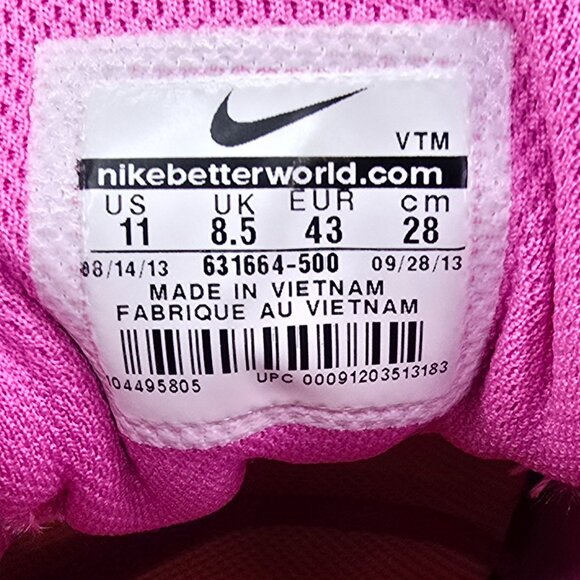 VTM
nikebetterworld.com
US UK EUR cm
11 8.5 43 28
08/14/13 631664-500 09/28/13
MADE IN VIETNAM
FABRIQUE AU VIETNAM
104495805 UPC 00091203513183